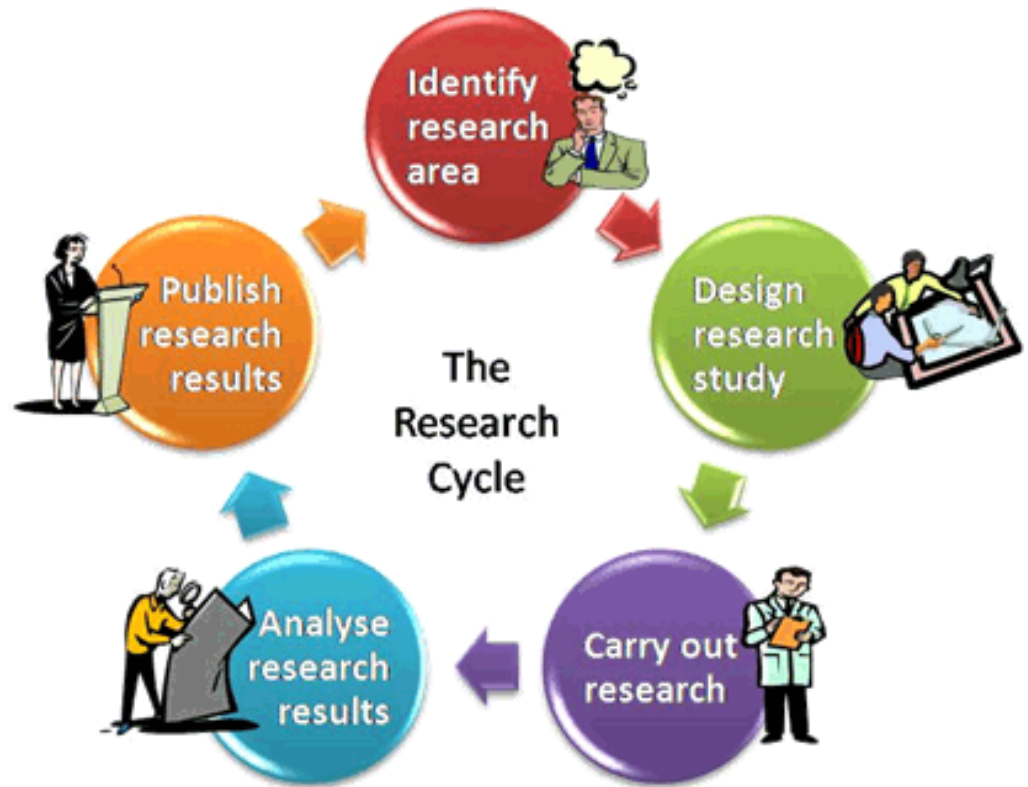 Identify
research
area
Design
research
study
Carry out
research
Analyse
research
results
Publish
research
results
The
Research
Cycle